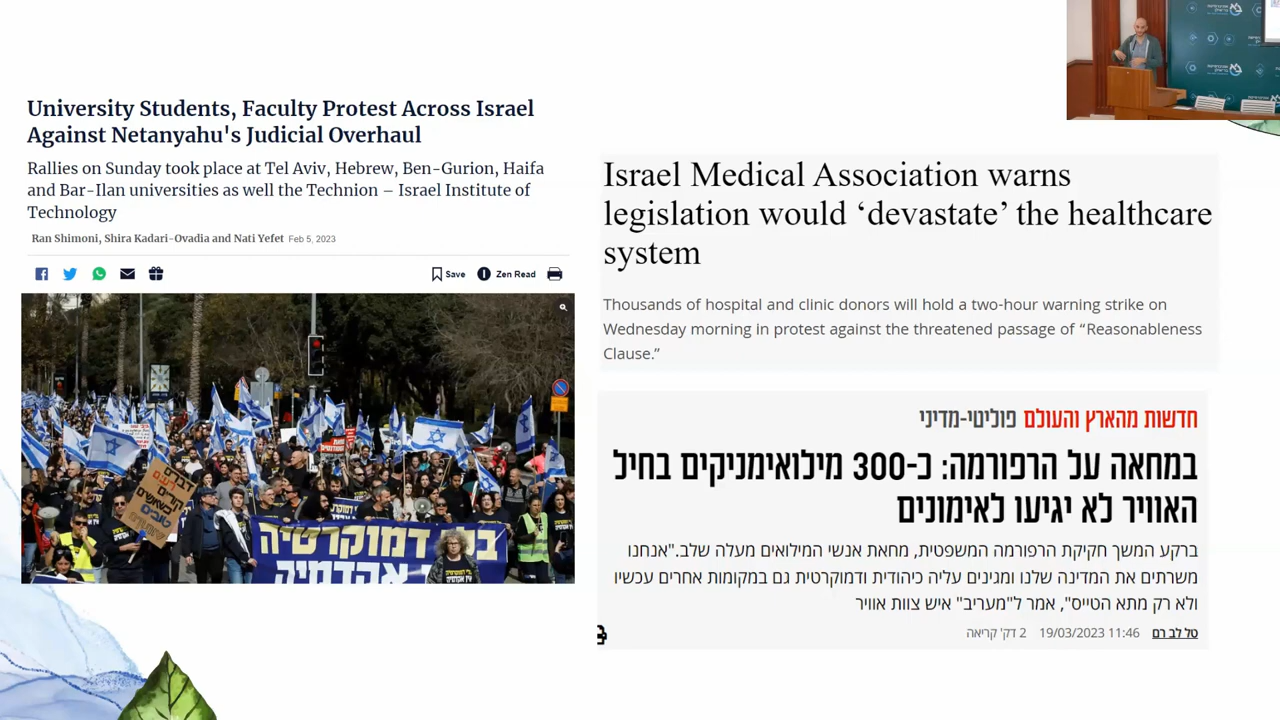 University Students, Faculty Protest Across Israel
Against Netanyahu's Judicial Overhaul
Rallies on Sunday took place at Tel Aviv, Hebrew, Ben-Gurion, Haifa
and Bar-Ilan universities as well the Technion – Israel Institute of
Technology
Ran Shimoni, Shira Kadari-Ovadia and Nati Yefet Feb 5, 2023
Save Zen Read
דמוקרטיה
אקדמיה
Israel Medical Association warns
legislation would ‘devastate’ the healthcare
system
Thousands of hospital and clinic donors will hold a two-hour warning strike on
Wednesday morning in protest against the threatened passage of “Reasonableness
Clause.”
חדשות מהארץ והעולם פוליטי-מדיני
במחאה על הרפורמה: כ-300 מילואימניקים בחיל
האוויר לא יגיעו לאימונים
ברקע המשך חקיקת הרפורמה המשפטית, מחאת אנשי המילואים מעלה שלב."אנחנו
משרתים את המדינה שלנו ומגינים עליה כיהודית ודמוקרטית גם במקומות אחרים עכשיו
ולא רק מתא הטייס", אמר ל"מעריב" איש צוות אוויר
טל לב רם 19/03/2023 11:46 2 דק' קריאה